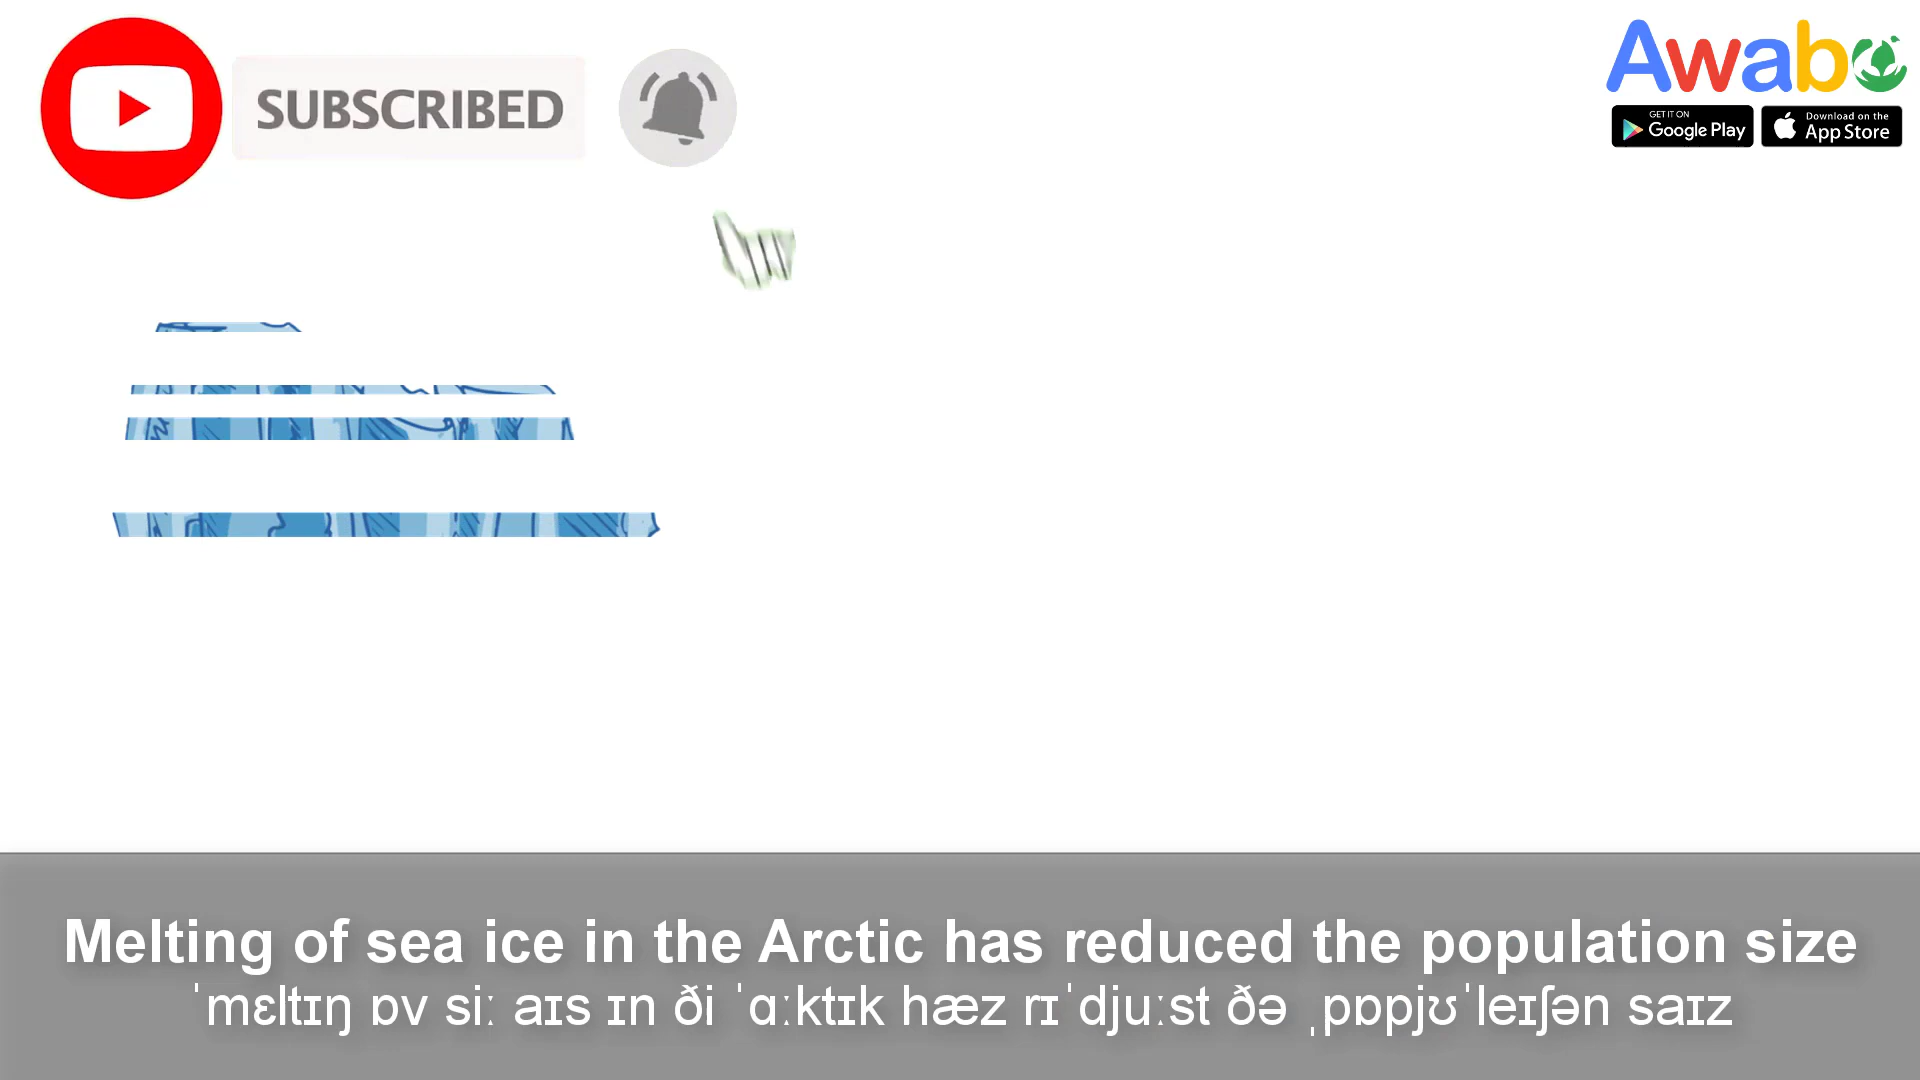 SUBSCRIBED
Awabe
GET IT ON
Google Play
Download on the
App Store
Melting of sea ice in the Arctic has reduced the population size
ˈmɛltɪŋ ɒv siː aɪs ɪn ði ˈɑːktɪk hæz rɪˈdjuːst ðə ˌpɒpjʊˈleɪʃən saɪz